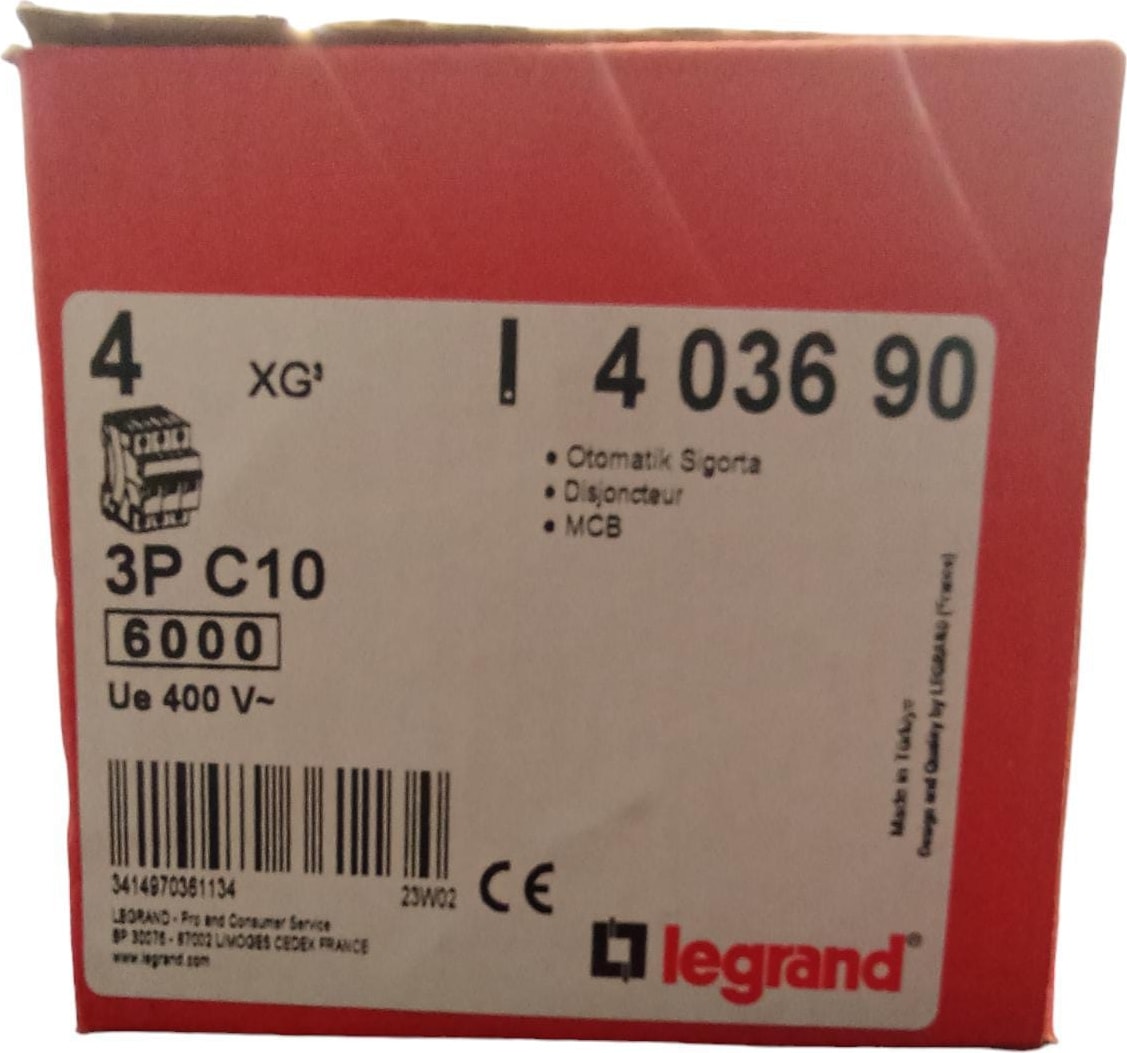 4 XG³ 4 036 90
• Otomatik Sigorta
• Disjoncteur
• MCB
3P C10
6000
Ue 400 V~
3414970361134 23W02
CE
LEGRAND - Pro and Consumer Service
BP 30076 - 87002 LIMOGES CEDEX FRANCE
www.legrand.com
legrand®
Made in Türkiye
Design and Quality by LEGRAND (France)